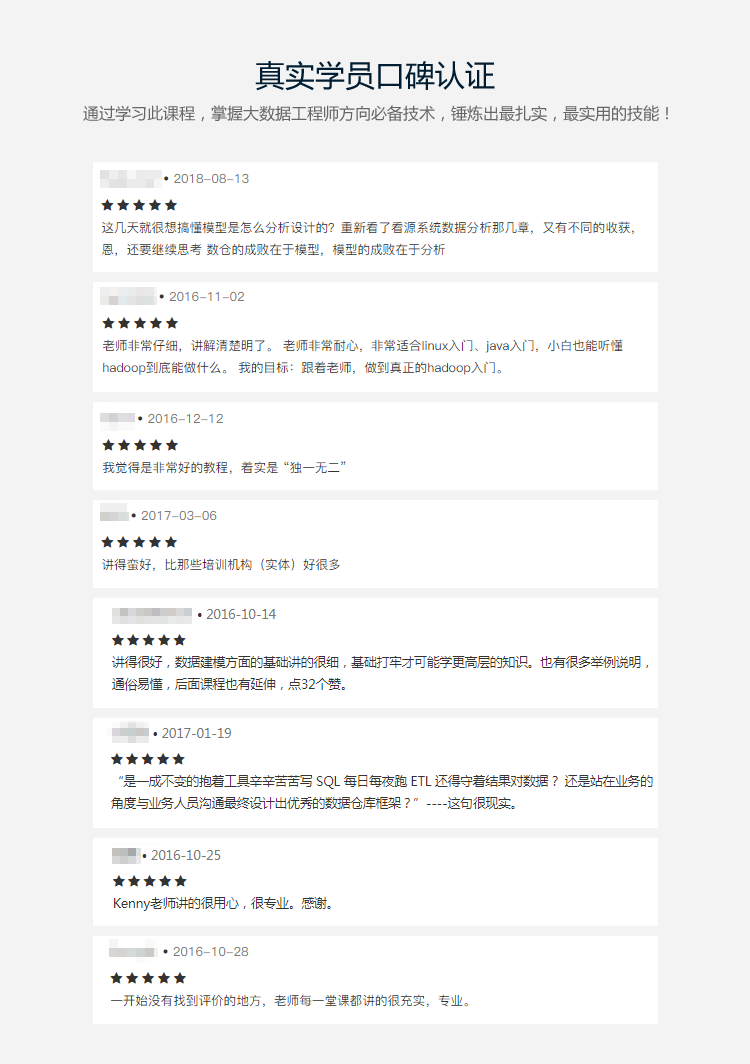 真实学员口碑认证
通过学习此课程，掌握大数据工程师方向必备技术，锤炼出最扎实，最实用的技能！
• 2018-08-13
★★★★★
这几天就很想搞懂模型是怎么分析设计的？重新看了看源系统数据分析那几章，又有不同的收获，
恩，还要继续思考 数仓的成败在于模型，模型的成败在于分析
• 2016-11-02
★★★★★
老师非常仔细，讲解清楚明了。 老师非常耐心，非常适合linux入门、java入门，小白也能听懂
hadoop到底能做什么。 我的目标：跟着老师，做到真正的hadoop入门。
• 2016-12-12
★★★★★
我觉得是非常好的教程，着实是“独一无二”
• 2017-03-06
★★★★★
讲得蛮好，比那些培训机构（实体）好很多
• 2016-10-14
★★★★★
讲得很好，数据建模方面的基础讲的很细，基础打牢才可能学更高层的知识。也有很多举例说明，
通俗易懂，后面课程也有延伸，点32个赞。
• 2017-01-19
★★★★★
“是一成不变的抱着工具辛辛苦苦写 SQL 每日每夜跑 ETL 还得守着结果对数据？ 还是站在业务的
角度与业务人员沟通最终设计出优秀的数据仓库框架？”----这句很现实。
• 2016-10-25
★★★★★
Kenny老师讲的很用心，很专业。感谢。
• 2016-10-28
★★★★★
一开始没有找到评价的地方，老师每一堂课都讲的很充实，专业。